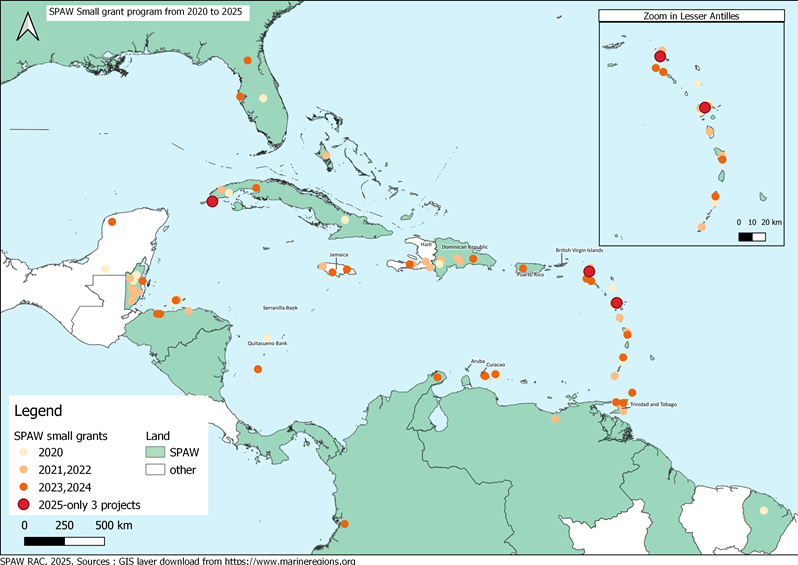 SPAW Small grant program from 2020 to 2025
Zoom in Lesser Antilles
0 10 20 km
Jamaica
Haiti
Dominican Republic
British Virgin Islands
Puerto Rico
Serranilla Bank
Quitasueno Bank
Aruba
Curacao
Trinidad and Tobago
Legend
SPAW small grants
2020
2021,2022
2023,2024
2025-only 3 projects
Land
SPAW
other
0 250 500 km
SPAW RAC, 2025. Sources : GIS layer download from https://www.marineregions.org